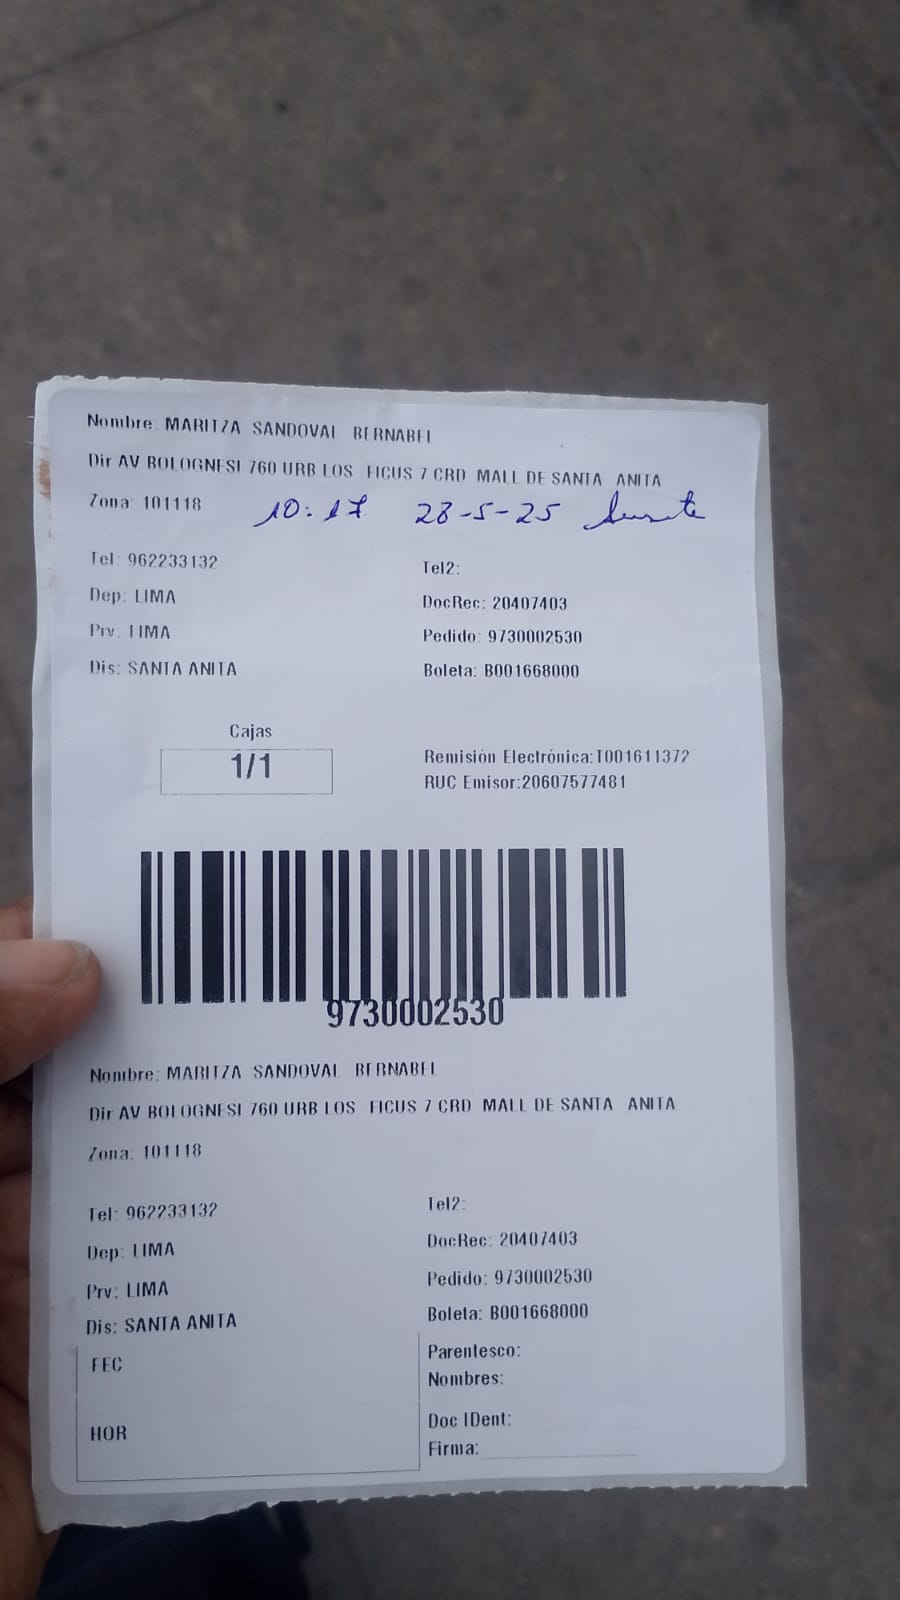 Nombre: MARITZA SANDOVAL BERNABEL
Dir AV BOLOGNESI 760 URB LOS FICUS 7 CRD MALL DE SANTA ANITA
Zona: 101118 10:17 28-5-25
Tel: 962233132 Tel2:
Dep: LIMA DocRec: 20407403
Prv: LIMA Pedido: 9730002530
Dis: SANTA ANITA Boleta: B001668000
Cajas
1/1
Remisión Electrónica:T001611372
RUC Emisor:20607577481
9730002530
Nombre: MARITZA SANDOVAL BERNABEL
Dir AV BOLOGNESI 760 URB LOS FICUS 7 CRD MALL DE SANTA ANITA
Zona: 101118
Tel: 962233132 Tel2:
Dep: LIMA DocRec: 20407403
Prv: LIMA Pedido: 9730002530
Dis: SANTA ANITA Boleta: B001668000
FEC
Parentesco:
Nombres:
HOR
Doc IDent:
Firma: